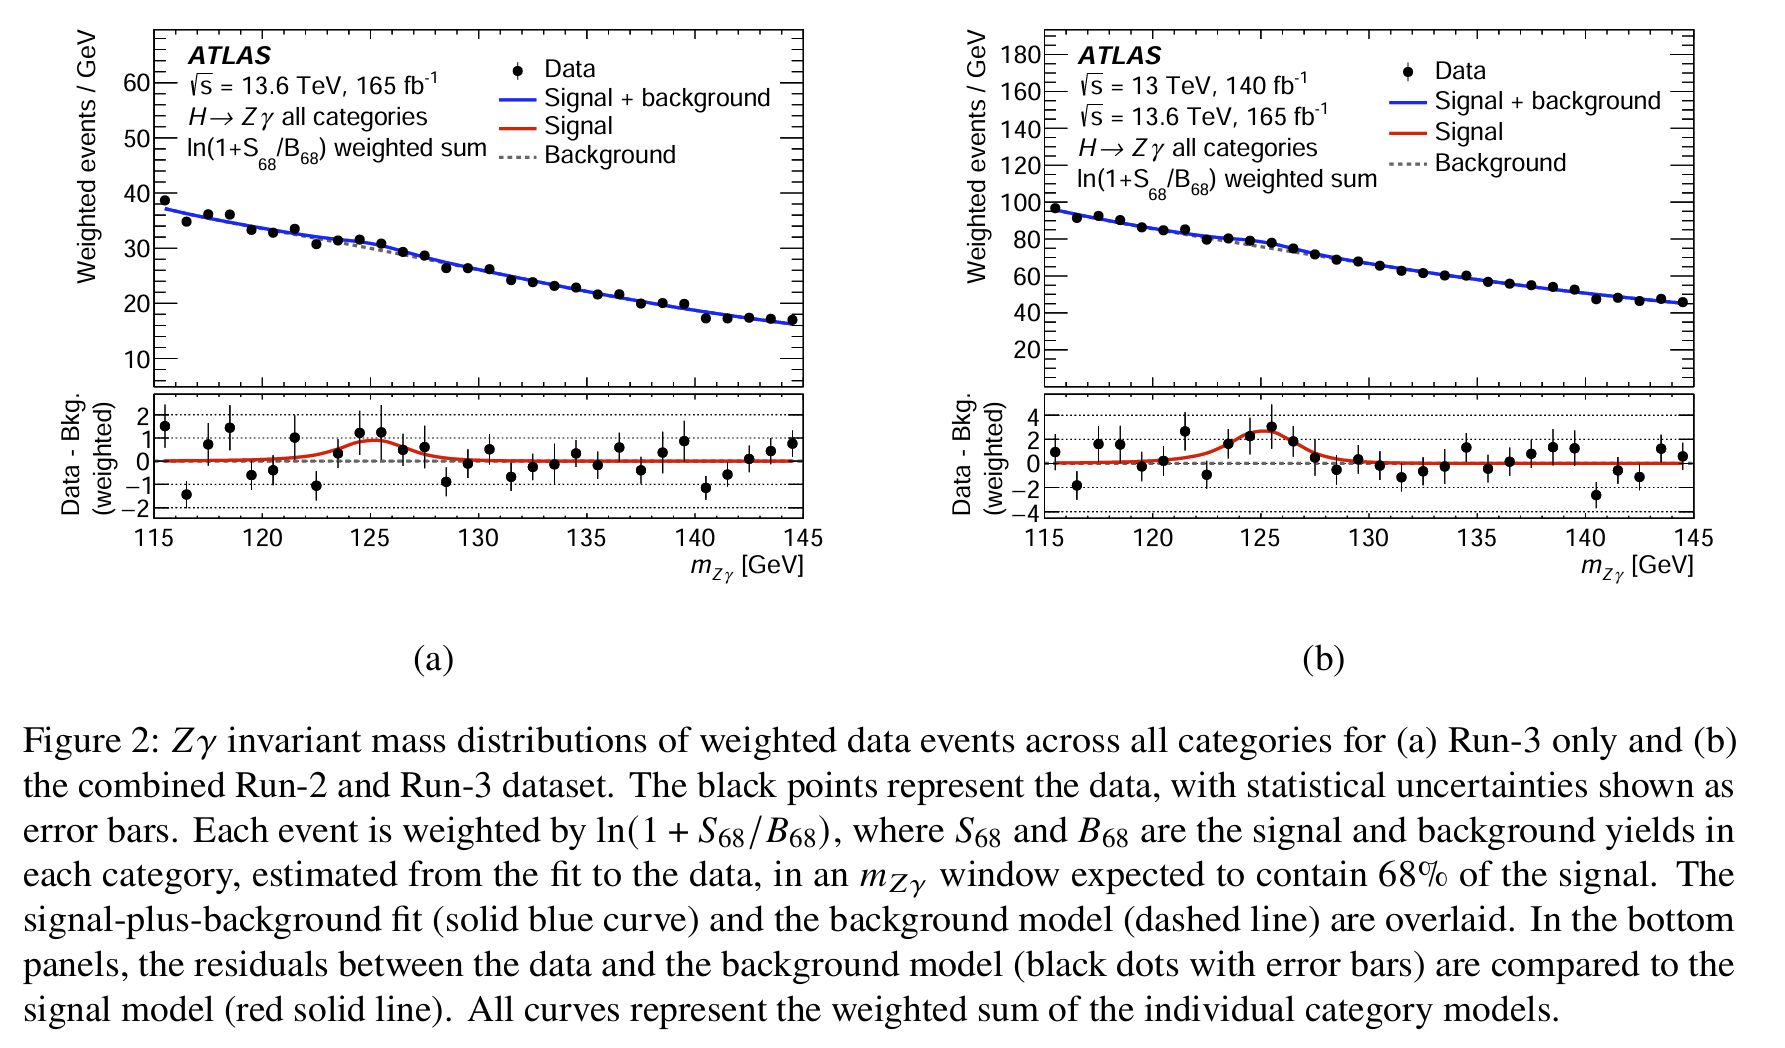 ATLAS
√s = 13.6 TeV, 165 fb⁻¹
H→ Zγ all categories
ln(1+S₆₈/B₆₈) weighted sum
Data
Signal + background
Signal
Background
Weighted events / GeV
60
50
40
30
20
10
Data - Bkg.
(weighted)
2
1
0
−1
−2
115 120 125 130 135 140 145
m_Zγ [GeV]
(a)
ATLAS
√s = 13 TeV, 140 fb⁻¹
√s = 13.6 TeV, 165 fb⁻¹
H→ Zγ all categories
ln(1+S₆₈/B₆₈) weighted sum
Data
Signal + background
Signal
Background
Weighted events / GeV
180
160
140
120
100
80
60
40
20
Data - Bkg.
(weighted)
4
2
0
−2
−4
115 120 125 130 135 140 145
m_Zγ [GeV]
(b)
Figure 2: Zγ invariant mass distributions of weighted data events across all categories for (a) Run-3 only and (b)
the combined Run-2 and Run-3 dataset. The black points represent the data, with statistical uncertainties shown as
error bars. Each event is weighted by ln(1 + S₆₈/B₆₈), where S₆₈ and B₆₈ are the signal and background yields in
each category, estimated from the fit to the data, in an m_Zγ window expected to contain 68% of the signal. The
signal-plus-background fit (solid blue curve) and the background model (dashed line) are overlaid. In the bottom
panels, the residuals between the data and the background model (black dots with error bars) are compared to the
signal model (red solid line). All curves represent the weighted sum of the individual category models.